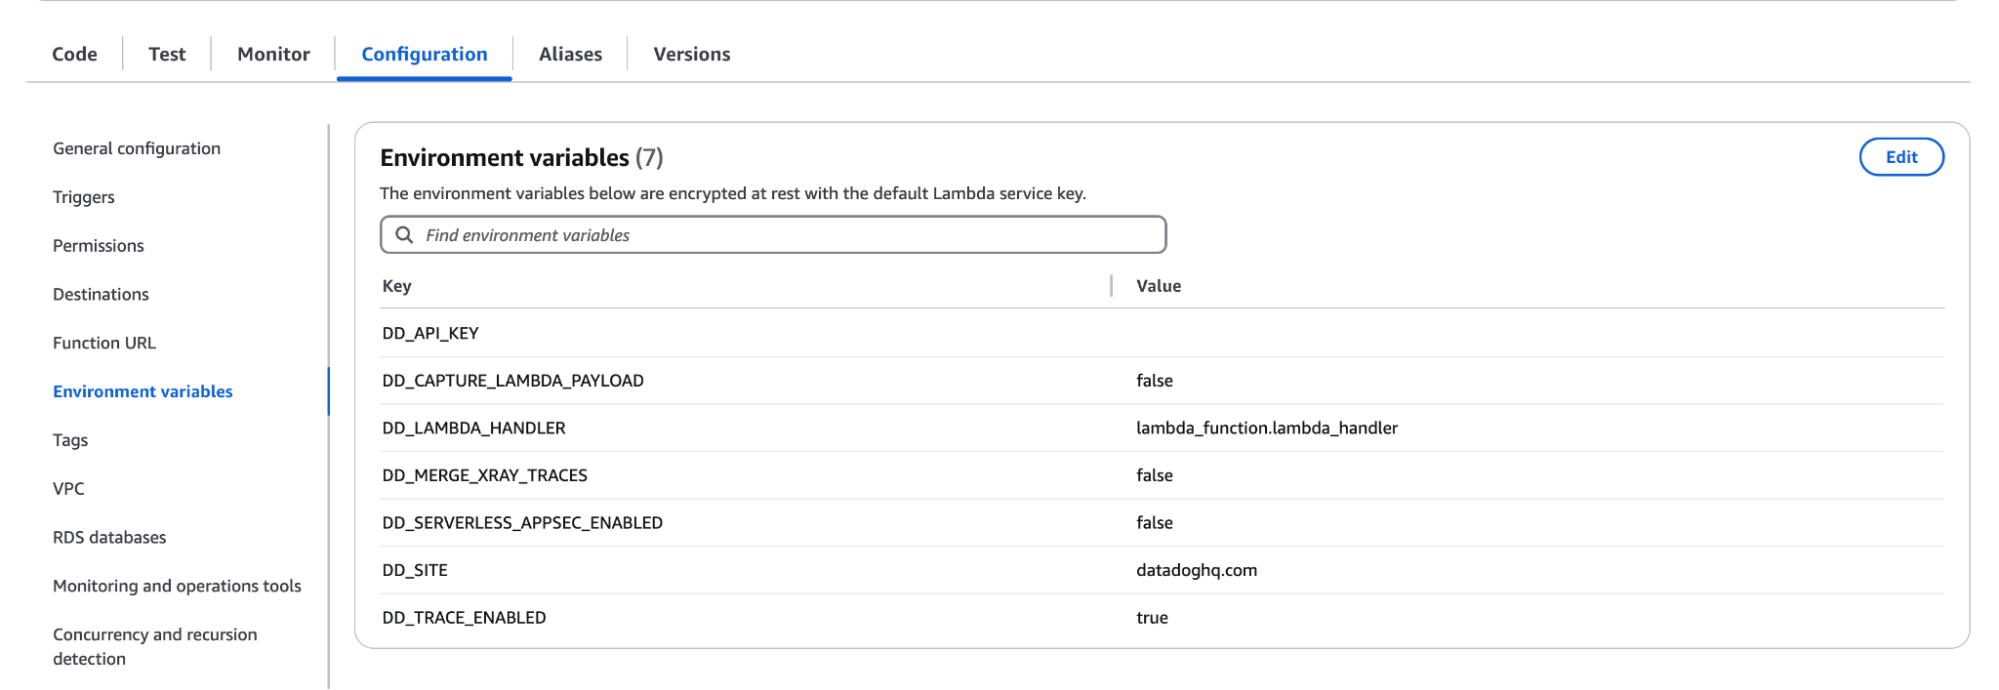 Code Test Monitor Configuration Aliases Versions
General configuration
Triggers
Permissions
Destinations
Function URL
Environment variables
Tags
VPC
RDS databases
Monitoring and operations tools
Concurrency and recursion
detection
Environment variables (7)
Edit
The environment variables below are encrypted at rest with the default Lambda service key.
Find environment variables
Key Value
DD_API_KEY
DD_CAPTURE_LAMBDA_PAYLOAD false
DD_LAMBDA_HANDLER lambda_function.lambda_handler
DD_MERGE_XRAY_TRACES false
DD_SERVERLESS_APPSEC_ENABLED false
DD_SITE datadoghq.com
DD_TRACE_ENABLED true